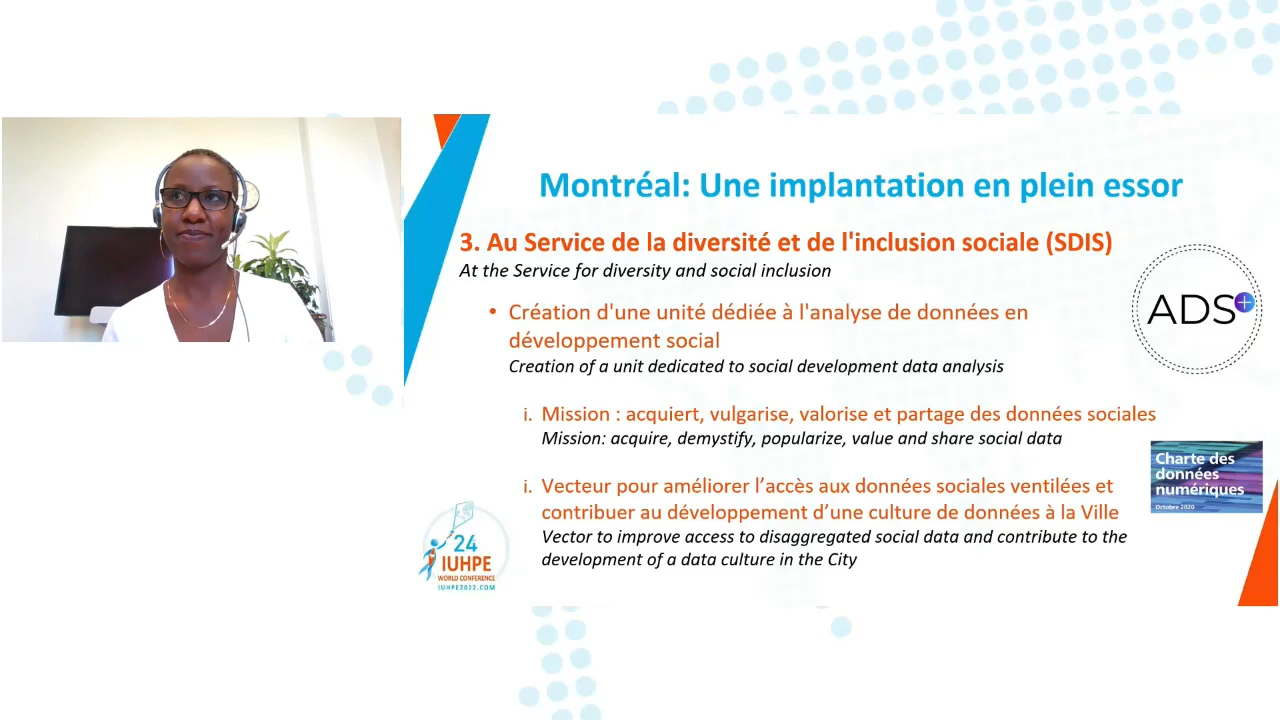 Montréal: Une implantation en plein essor
3. Au Service de la diversité et de l'inclusion sociale (SDIS)
At the Service for diversity and social inclusion
• Création d'une unité dédiée à l'analyse de données en
développement social
Creation of a unit dedicated to social development data analysis
i. Mission : acquiert, vulgarise, valorise et partage des données sociales
Mission: acquire, demystify, popularize, value and share social data
i. Vecteur pour améliorer l’accès aux données sociales ventilées et
contribuer au développement d’une culture de données à la Ville
Vector to improve access to disaggregated social data and contribute to the
development of a data culture in the City
ADS+
Charte des
données
numériques
Octobre 2020
24
IUHPE
WORLD CONFERENCE
IUHPE2022.COM